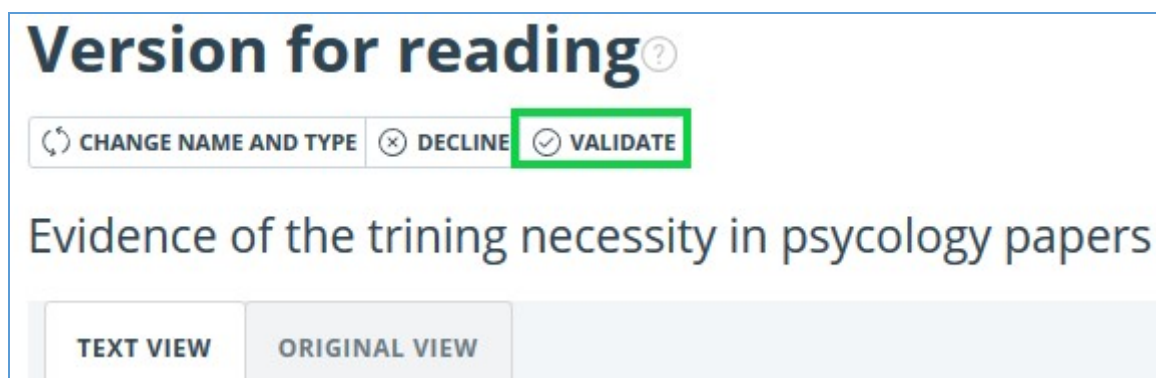 Version for reading ?
CHANGE NAME AND TYPE DECLINE VALIDATE
Evidence of the trining necessity in psycology papers
TEXT VIEW ORIGINAL VIEW